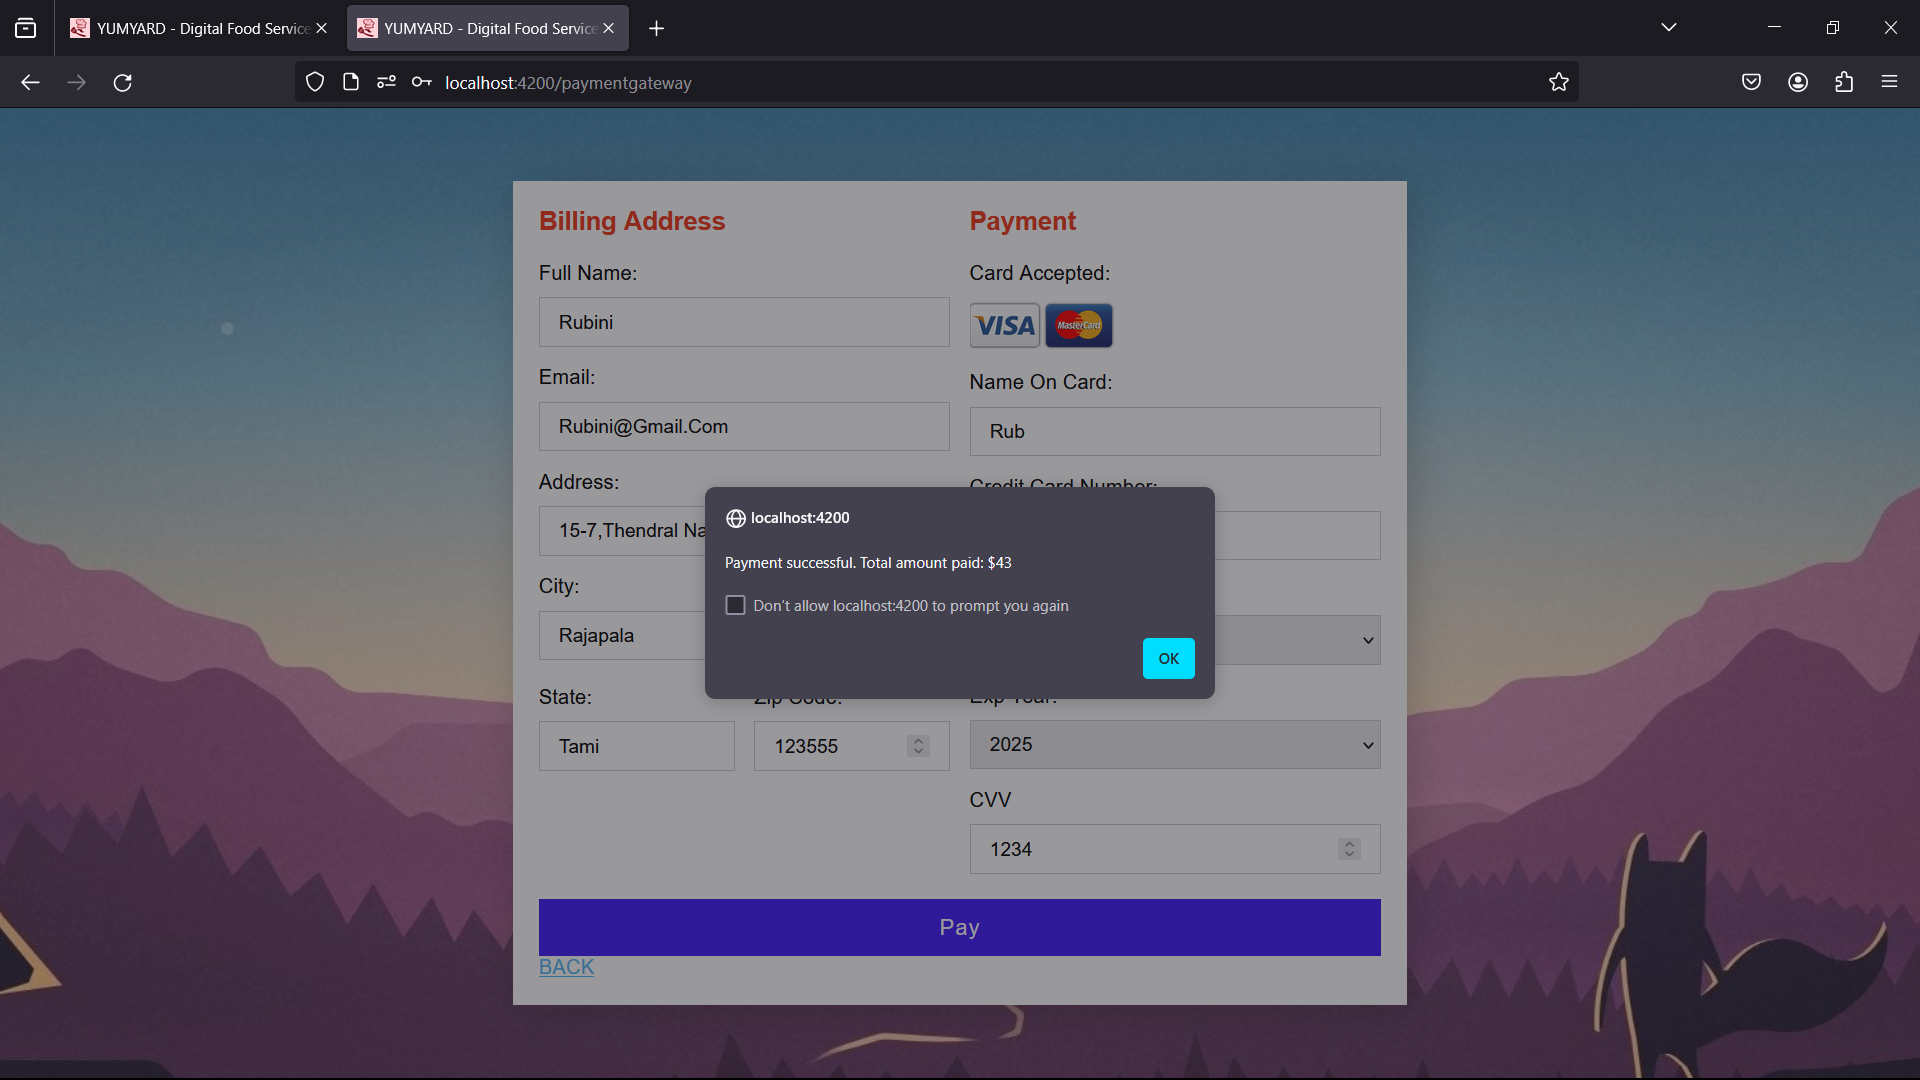 YUMYARD - Digital Food Service
YUMYARD - Digital Food Service
localhost:4200/paymentgateway
Billing Address
Full Name:
Rubini
Email:
Rubini@Gmail.Com
Address:
15-7,Thendral Na
City:
Rajapala
State:
Zip Code:
Tami
123555
Payment
Card Accepted:
VISA MasterCard
Name On Card:
Rub
Credit Card Number:
Exp Year:
2025
CVV
1234
localhost:4200
Payment successful. Total amount paid: $43
Don't allow localhost:4200 to prompt you again
OK
Pay
BACK